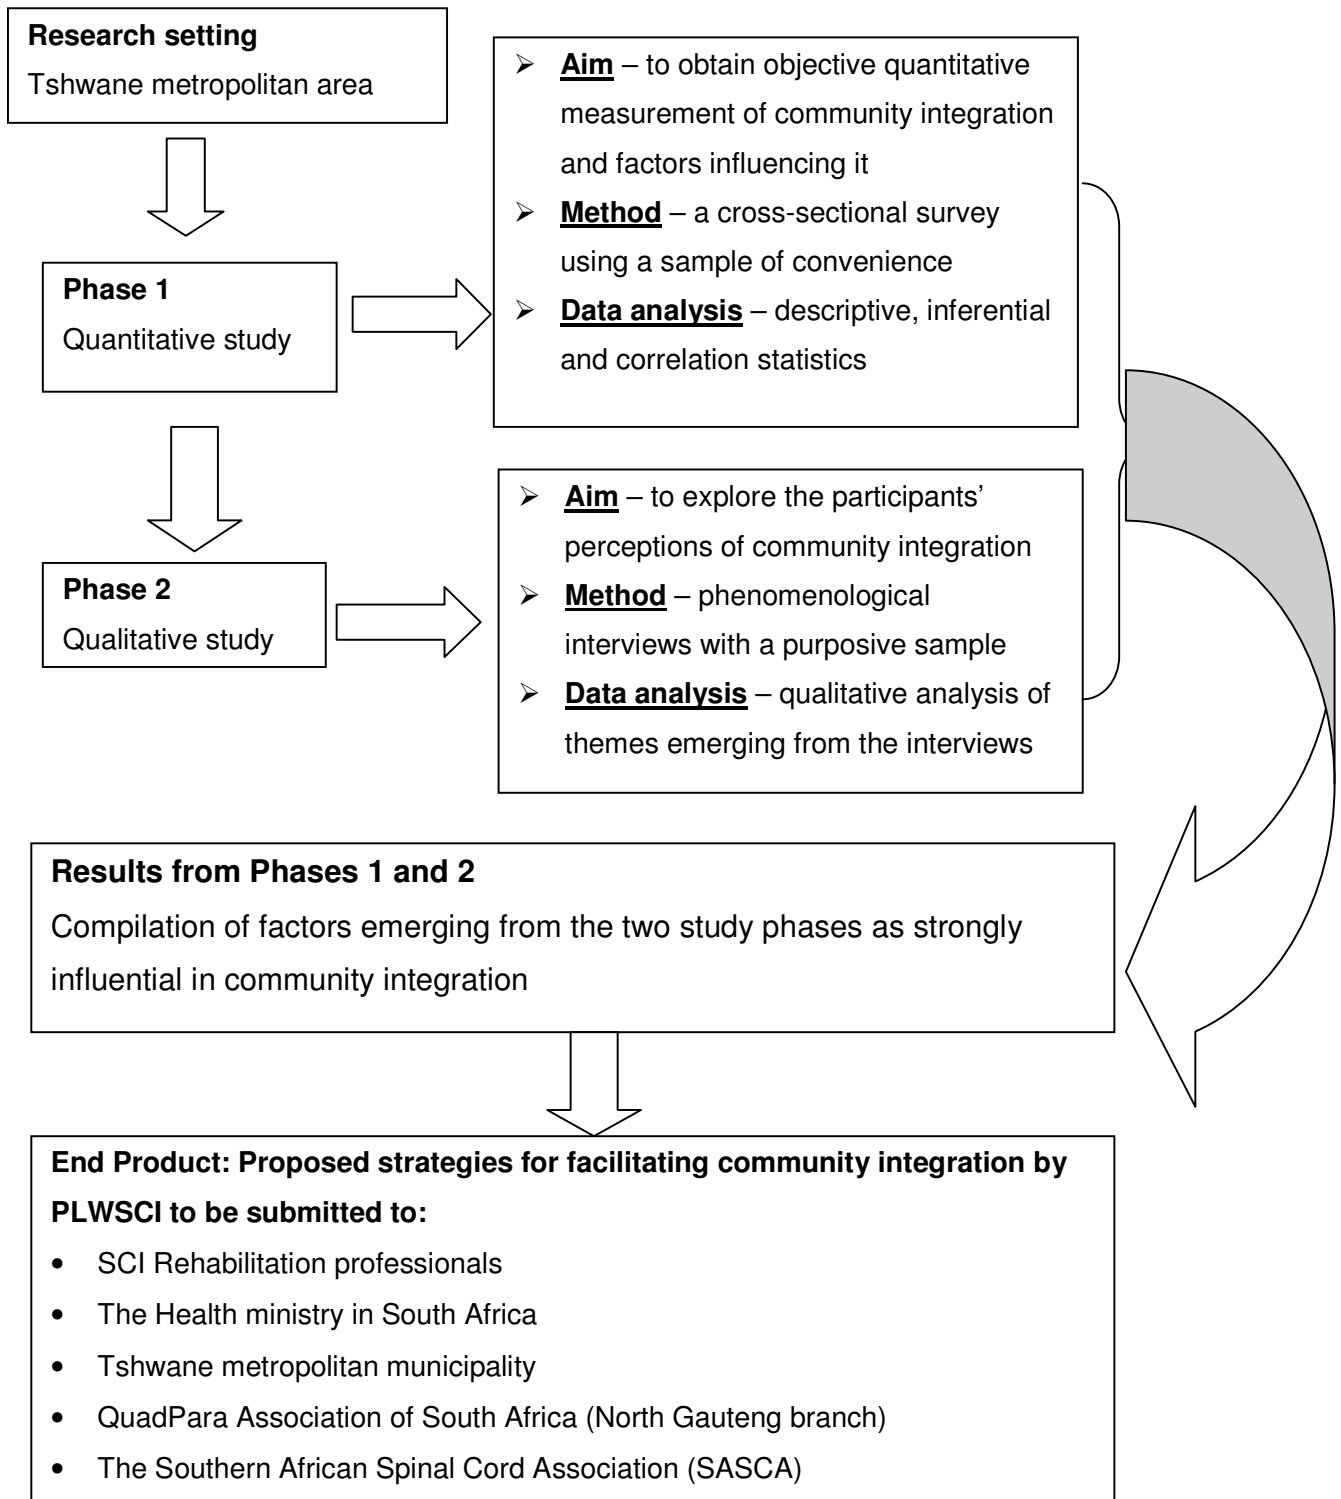 Research setting
Tshwane metropolitan area
➢ Aim – to obtain objective quantitative
measurement of community integration
and factors influencing it
➢ Method – a cross-sectional survey
using a sample of convenience
➢ Data analysis – descriptive, inferential
and correlation statistics
Phase 1
Quantitative study
➢ Aim – to explore the participants’
perceptions of community integration
➢ Method – phenomenological
interviews with a purposive sample
➢ Data analysis – qualitative analysis of
themes emerging from the interviews
Phase 2
Qualitative study
Results from Phases 1 and 2
Compilation of factors emerging from the two study phases as strongly
influential in community integration
End Product: Proposed strategies for facilitating community integration by
PLWSCI to be submitted to:
• SCI Rehabilitation professionals
• The Health ministry in South Africa
• Tshwane metropolitan municipality
• QuadPara Association of South Africa (North Gauteng branch)
• The Southern African Spinal Cord Association (SASCA)